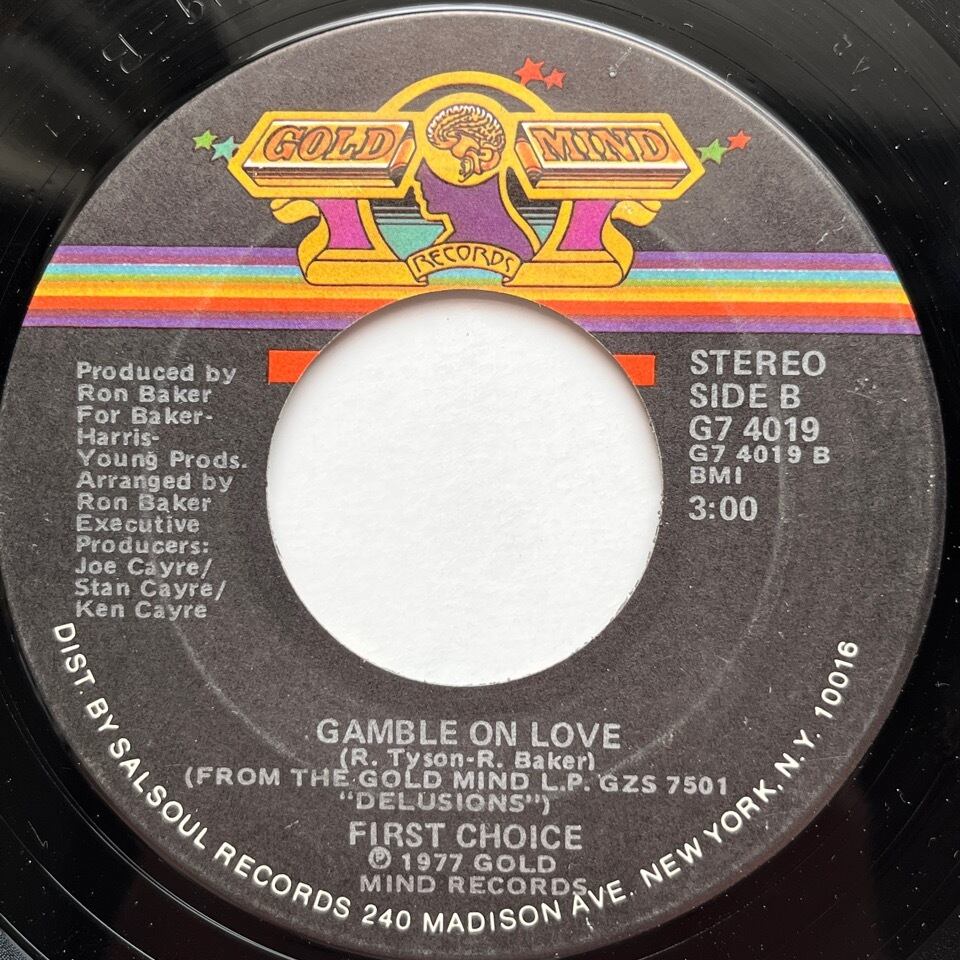 GOLD MIND
RECORDS
Produced by
Ron Baker
For Baker-
Harris-
Young Prods.
Arranged by
Ron Baker
Executive
Producers:
Joe Cayre/
Stan Cayre/
Ken Cayre
STEREO
SIDE B
G7 4019
G7 4019 B
BMI
3:00
GAMBLE ON LOVE
(R. Tyson-R. Baker)
(FROM THE GOLD MIND L.P. GZS 7501
"DELUSIONS")
FIRST CHOICE
℗ 1977 GOLD
MIND RECORDS
DIST. BY SALSOUL RECORDS 240 MADISON AVE. NEW YORK, N.Y. 10016